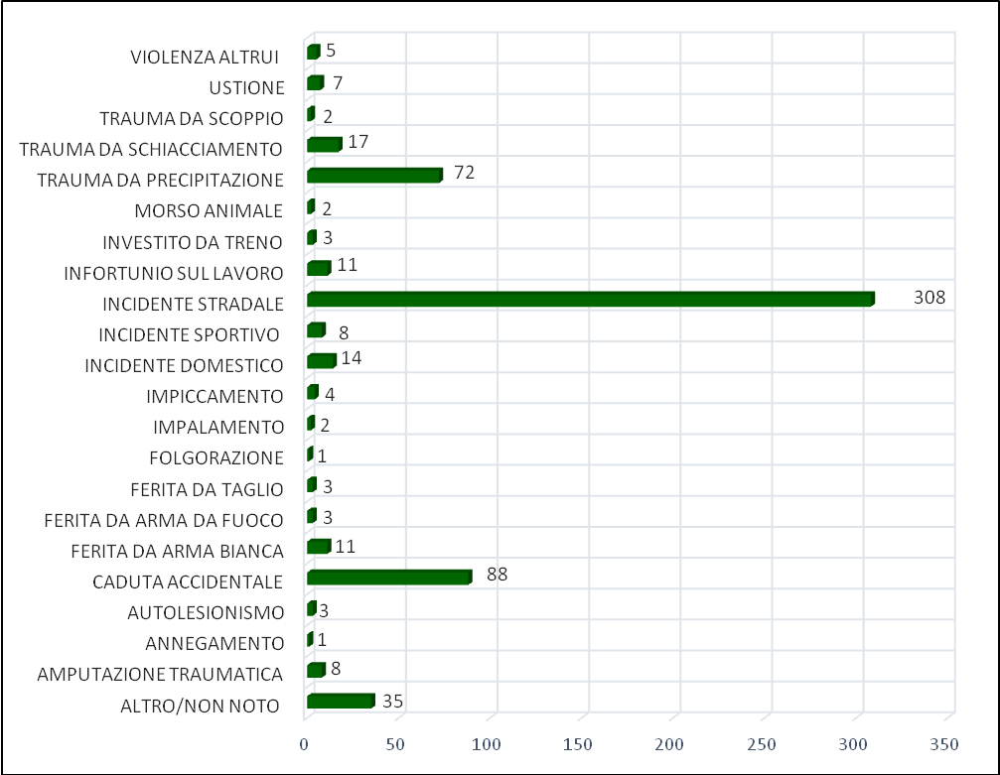 VIOLENZA ALTRUI 5
USTIONE 7
TRAUMA DA SCOPPIO 2
TRAUMA DA SCHIACCIAMENTO 17
TRAUMA DA PRECIPITAZIONE 72
MORSO ANIMALE 2
INVESTITO DA TRENO 3
INFORTUNIO SUL LAVORO 11
INCIDENTE STRADALE 308
INCIDENTE SPORTIVO 8
INCIDENTE DOMESTICO 14
IMPICCAMENTO 4
IMPALAMENTO 2
FOLGORAZIONE 1
FERITA DA TAGLIO 3
FERITA DA ARMA DA FUOCO 3
FERITA DA ARMA BIANCA 11
CADUTA ACCIDENTALE 88
AUTOLESIONISMO 3
ANNEGAMENTO 1
AMPUTAZIONE TRAUMATICA 8
ALTRO/NON NOTO 35
0 50 100 150 200 250 300 350